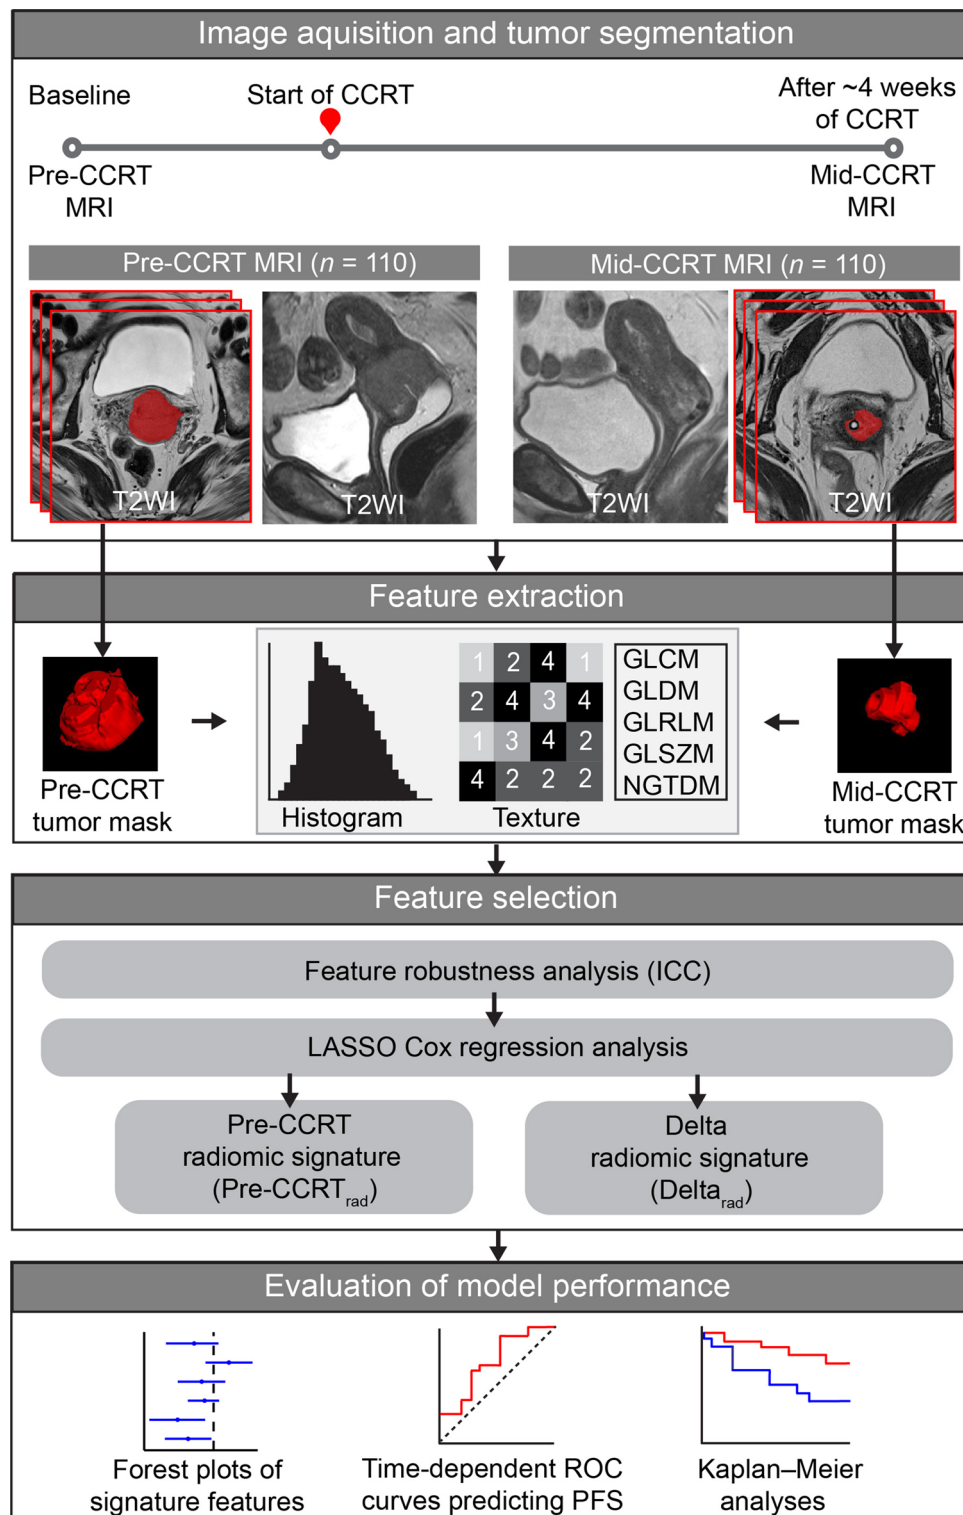 Image aquisition and tumor segmentation
Baseline
Start of CCRT
After ~4 weeks
of CCRT
Pre-CCRT
MRI
Mid-CCRT
MRI
Pre-CCRT MRI (n = 110)
Mid-CCRT MRI (n = 110)
T2WI
T2WI
T2WI
T2WI
Feature extraction
Pre-CCRT
tumor mask
Histogram
1 2 4 1
2 4 3 4
1 3 4 2
4 2 2 2
Texture
GLCM
GLDM
GLRLM
GLSZM
NGTDM
Mid-CCRT
tumor mask
Feature selection
Feature robustness analysis (ICC)
LASSO Cox regression analysis
Pre-CCRT
radiomic signature
(Pre-CCRTrad)
Delta
radiomic signature
(Deltarad)
Evaluation of model performance
Forest plots of
signature features
Time-dependent ROC
curves predicting PFS
Kaplan–Meier
analyses